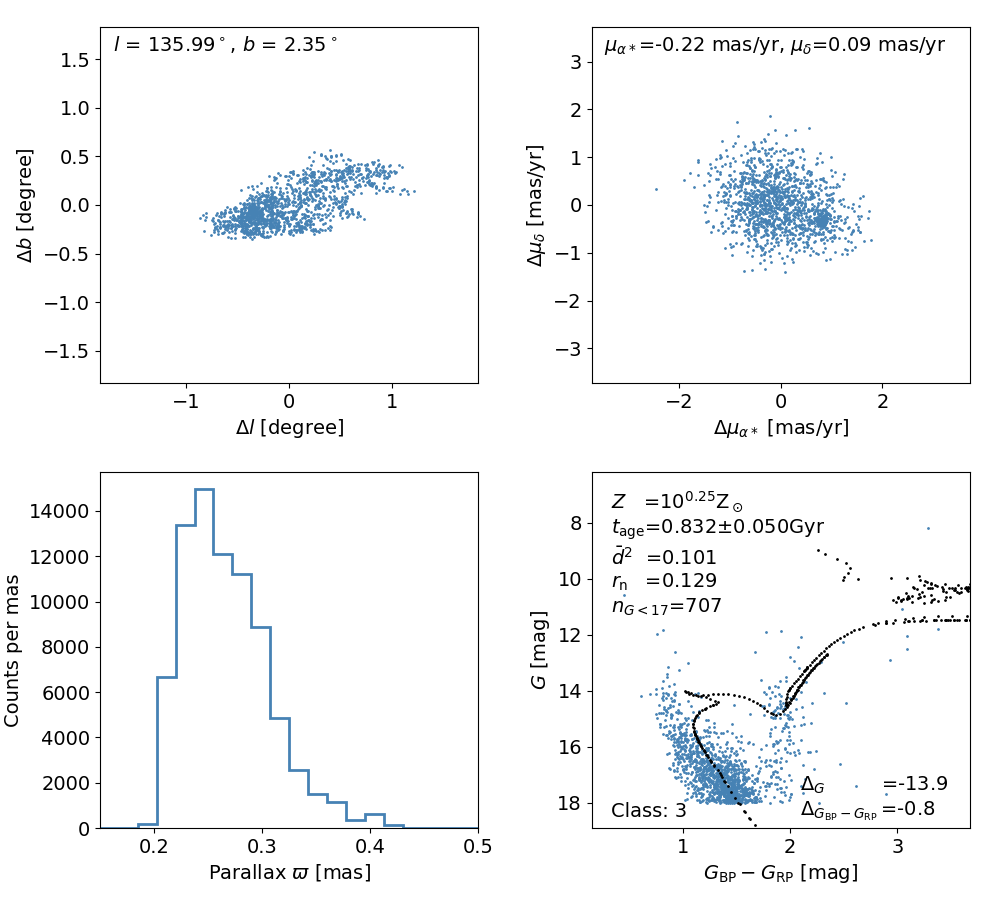 l = 135.99°, b = 2.35°
1.5
1.0
0.5
0.0
−0.5
−1.0
−1.5
Δb [degree]
−1 0 1
Δl [degree]
μα*=-0.22 mas/yr, μδ=0.09 mas/yr
3
2
1
0
−1
−2
−3
Δμδ [mas/yr]
−2 0 2
Δμα* [mas/yr]
14000
12000
10000
8000
6000
4000
2000
0
Counts per mas
0.2 0.3 0.4 0.5
Parallax ϖ [mas]
Z =10^0.25 Z⊙
t_age=0.832±0.050Gyr
d̄² =0.101
r_n =0.129
n_G<17=707
8
10
12
14
16
18
G [mag]
Δ_G =-13.9
Δ_G_BP−G_RP =-0.8
Class: 3
1 2 3
G_BP − G_RP [mag]